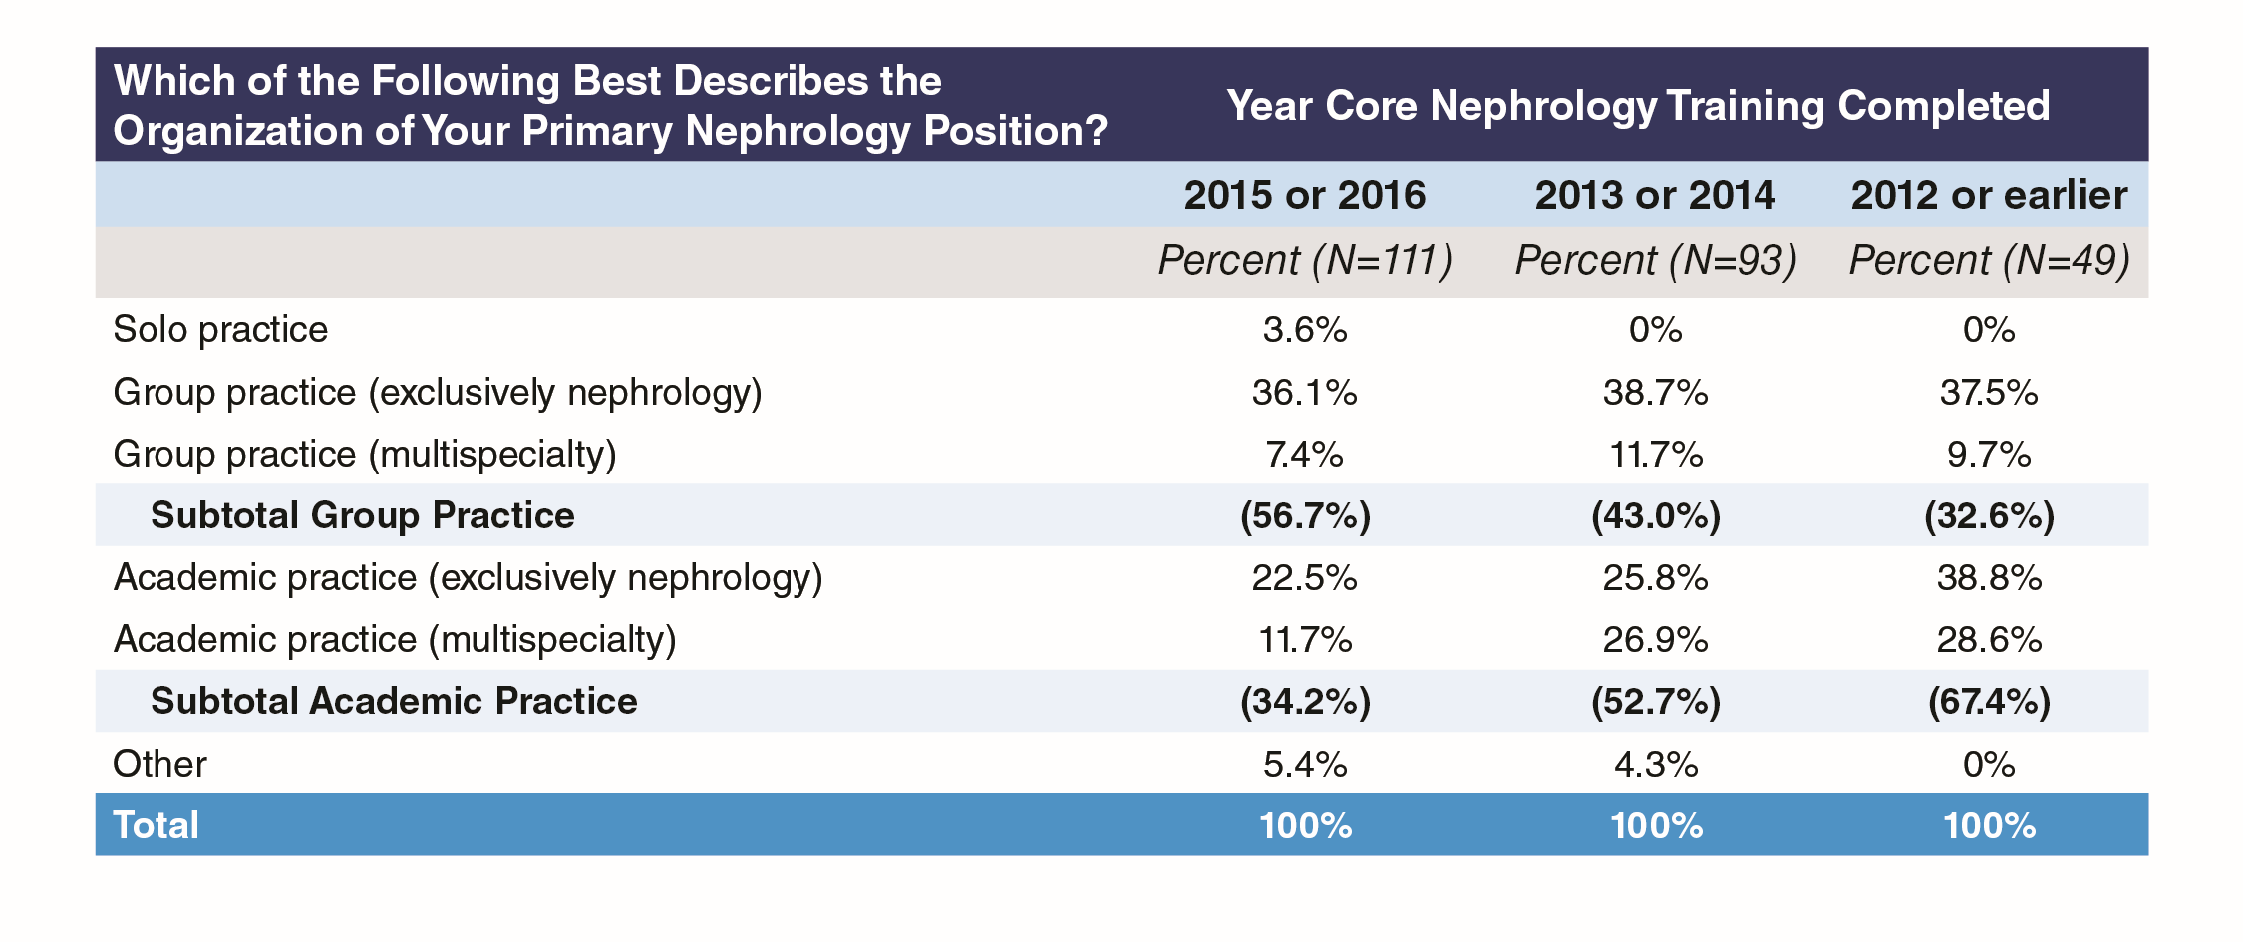 Which of the Following Best Describes the
Organization of Your Primary Nephrology Position?
Year Core Nephrology Training Completed
2015 or 2016 2013 or 2014 2012 or earlier
Percent (N=111) Percent (N=93) Percent (N=49)
Solo practice 3.6% 0% 0%
Group practice (exclusively nephrology) 36.1% 38.7% 37.5%
Group practice (multispecialty) 7.4% 11.7% 9.7%
Subtotal Group Practice (56.7%) (43.0%) (32.6%)
Academic practice (exclusively nephrology) 22.5% 25.8% 38.8%
Academic practice (multispecialty) 11.7% 26.9% 28.6%
Subtotal Academic Practice (34.2%) (52.7%) (67.4%)
Other 5.4% 4.3% 0%
Total 100% 100% 100%